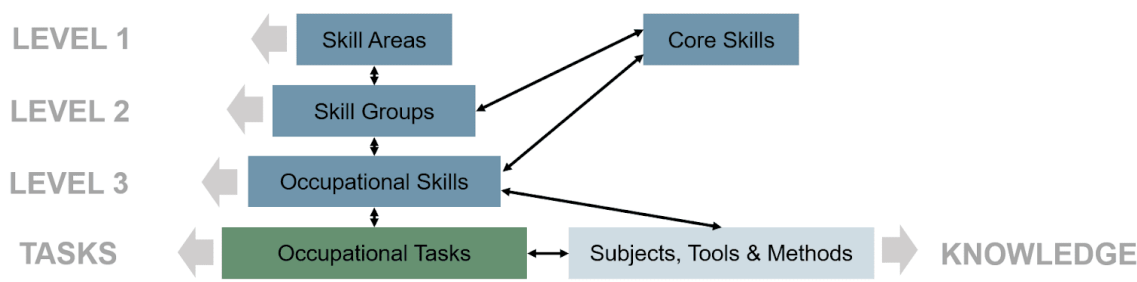 LEVEL 1
Skill Areas
Core Skills
LEVEL 2
Skill Groups
LEVEL 3
Occupational Skills
TASKS
Occupational Tasks
Subjects, Tools & Methods
KNOWLEDGE